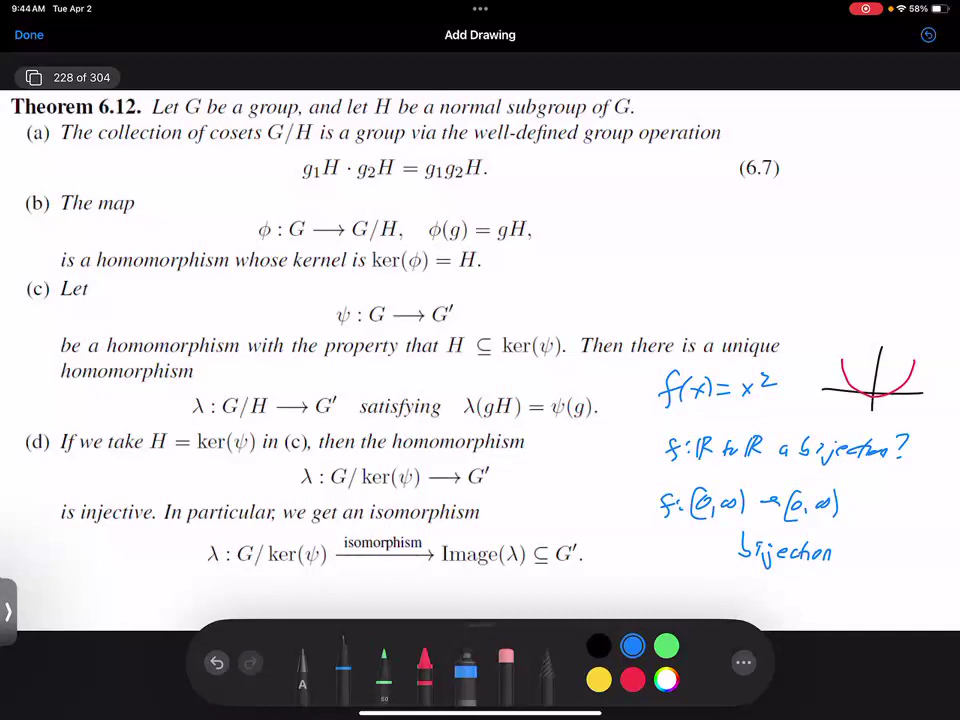 9:44 AM Tue Apr 2
58%
Done
Add Drawing
228 of 304
Theorem 6.12. Let G be a group, and let H be a normal subgroup of G.
(a) The collection of cosets G/H is a group via the well-defined group operation
g₁H · g₂H = g₁g₂H. (6.7)
(b) The map
ϕ : G ⟶ G/H, ϕ(g) = gH,
is a homomorphism whose kernel is ker(ϕ) = H.
(c) Let
ψ : G ⟶ G′
be a homomorphism with the property that H ⊆ ker(ψ). Then there is a unique
homomorphism
λ : G/H ⟶ G′ satisfying λ(gH) = ψ(g).
(d) If we take H = ker(ψ) in (c), then the homomorphism
λ : G/ ker(ψ) ⟶ G′
is injective. In particular, we get an isomorphism
isomorphism
λ : G/ ker(ψ) ⟶ Image(λ) ⊆ G′.
f(x) = x²
f: ℝ to ℝ a bijection?
f: [0, ∞) → [0, ∞)
bijection
A
50